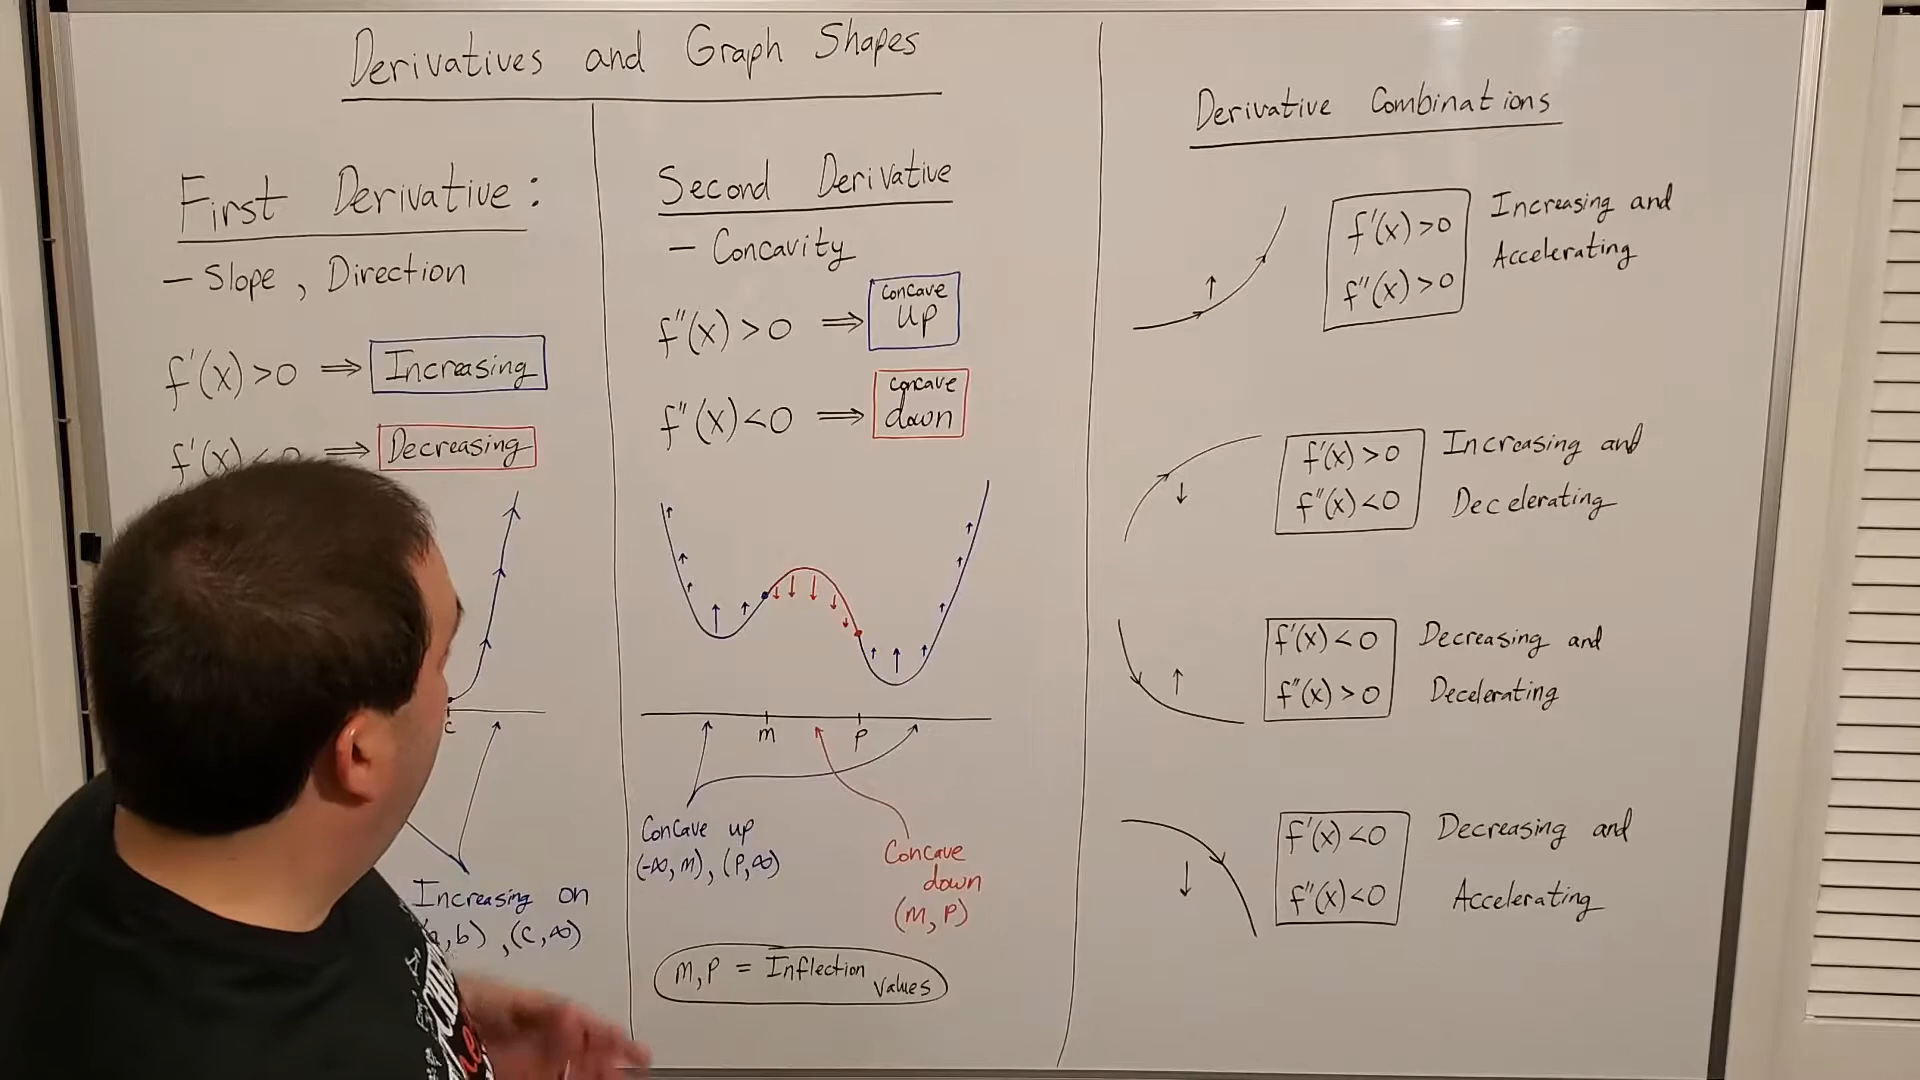 Derivatives and Graph Shapes
First Derivative:
– Slope, Direction
f'(x) > 0 ⇒ Increasing
f'(x) < 0 ⇒ Decreasing
c
Increasing on
,b), (c,∞)
Second Derivative
– Concavity
f''(x) > 0 ⇒ concave up
f''(x) < 0 ⇒ concave down
m p
Concave up
(-∞, m), (p, ∞)
Concave
down
(m, p)
m, p = Inflection
values
Derivative Combinations
f'(x) > 0
f''(x) > 0
Increasing and
Accelerating
f'(x) > 0
f''(x) < 0
Increasing and
Decelerating
f'(x) < 0
f''(x) > 0
Decreasing and
Decelerating
f'(x) < 0
f''(x) < 0
Decreasing and
Accelerating